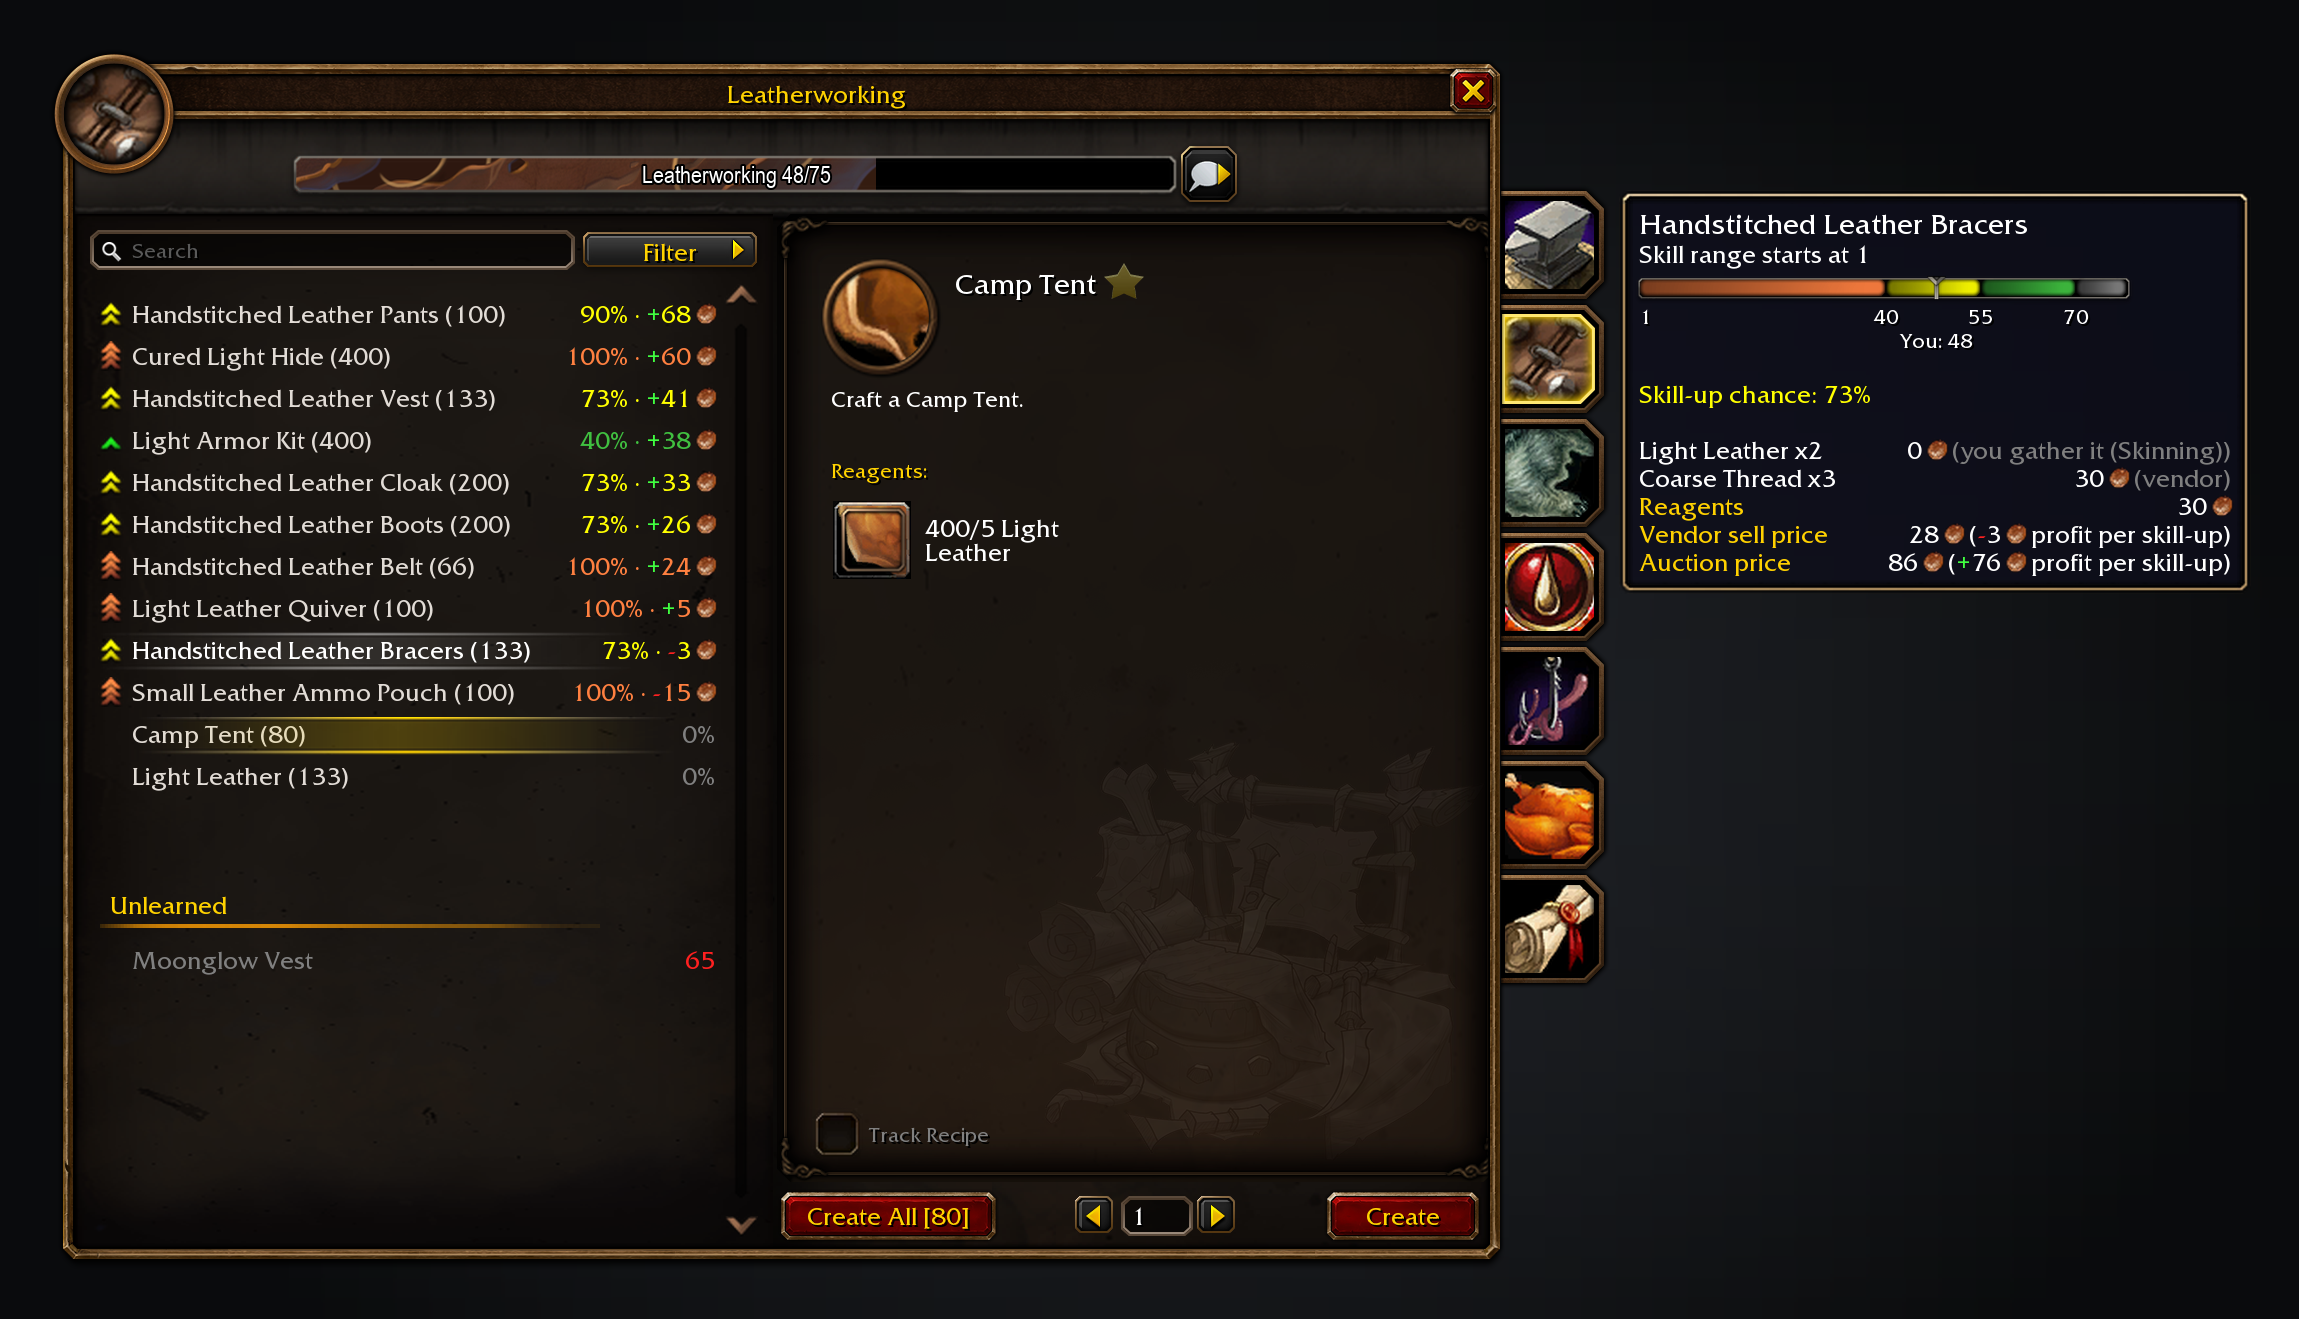 Leatherworking
Leatherworking 48/75
Search
Filter
Handstitched Leather Pants (100) 90% · +68
Cured Light Hide (400) 100% · +60
Handstitched Leather Vest (133) 73% · +41
Light Armor Kit (400) 40% · +38
Handstitched Leather Cloak (200) 73% · +33
Handstitched Leather Boots (200) 73% · +26
Handstitched Leather Belt (66) 100% · +24
Light Leather Quiver (100) 100% · +5
Handstitched Leather Bracers (133) 73% · -3
Small Leather Ammo Pouch (100) 100% · -15
Camp Tent (80) 0%
Light Leather (133) 0%
Unlearned
Moonglow Vest 65
Camp Tent
Craft a Camp Tent.
Reagents:
400/5 Light
Leather
Track Recipe
Create All [80]
1
Create
Handstitched Leather Bracers
Skill range starts at 1
1 40 55 70
You: 48
Skill-up chance: 73%
Light Leather x2 0 (you gather it (Skinning))
Coarse Thread x3 30 (vendor)
Reagents 30
Vendor sell price 28 (-3 profit per skill-up)
Auction price 86 (+76 profit per skill-up)